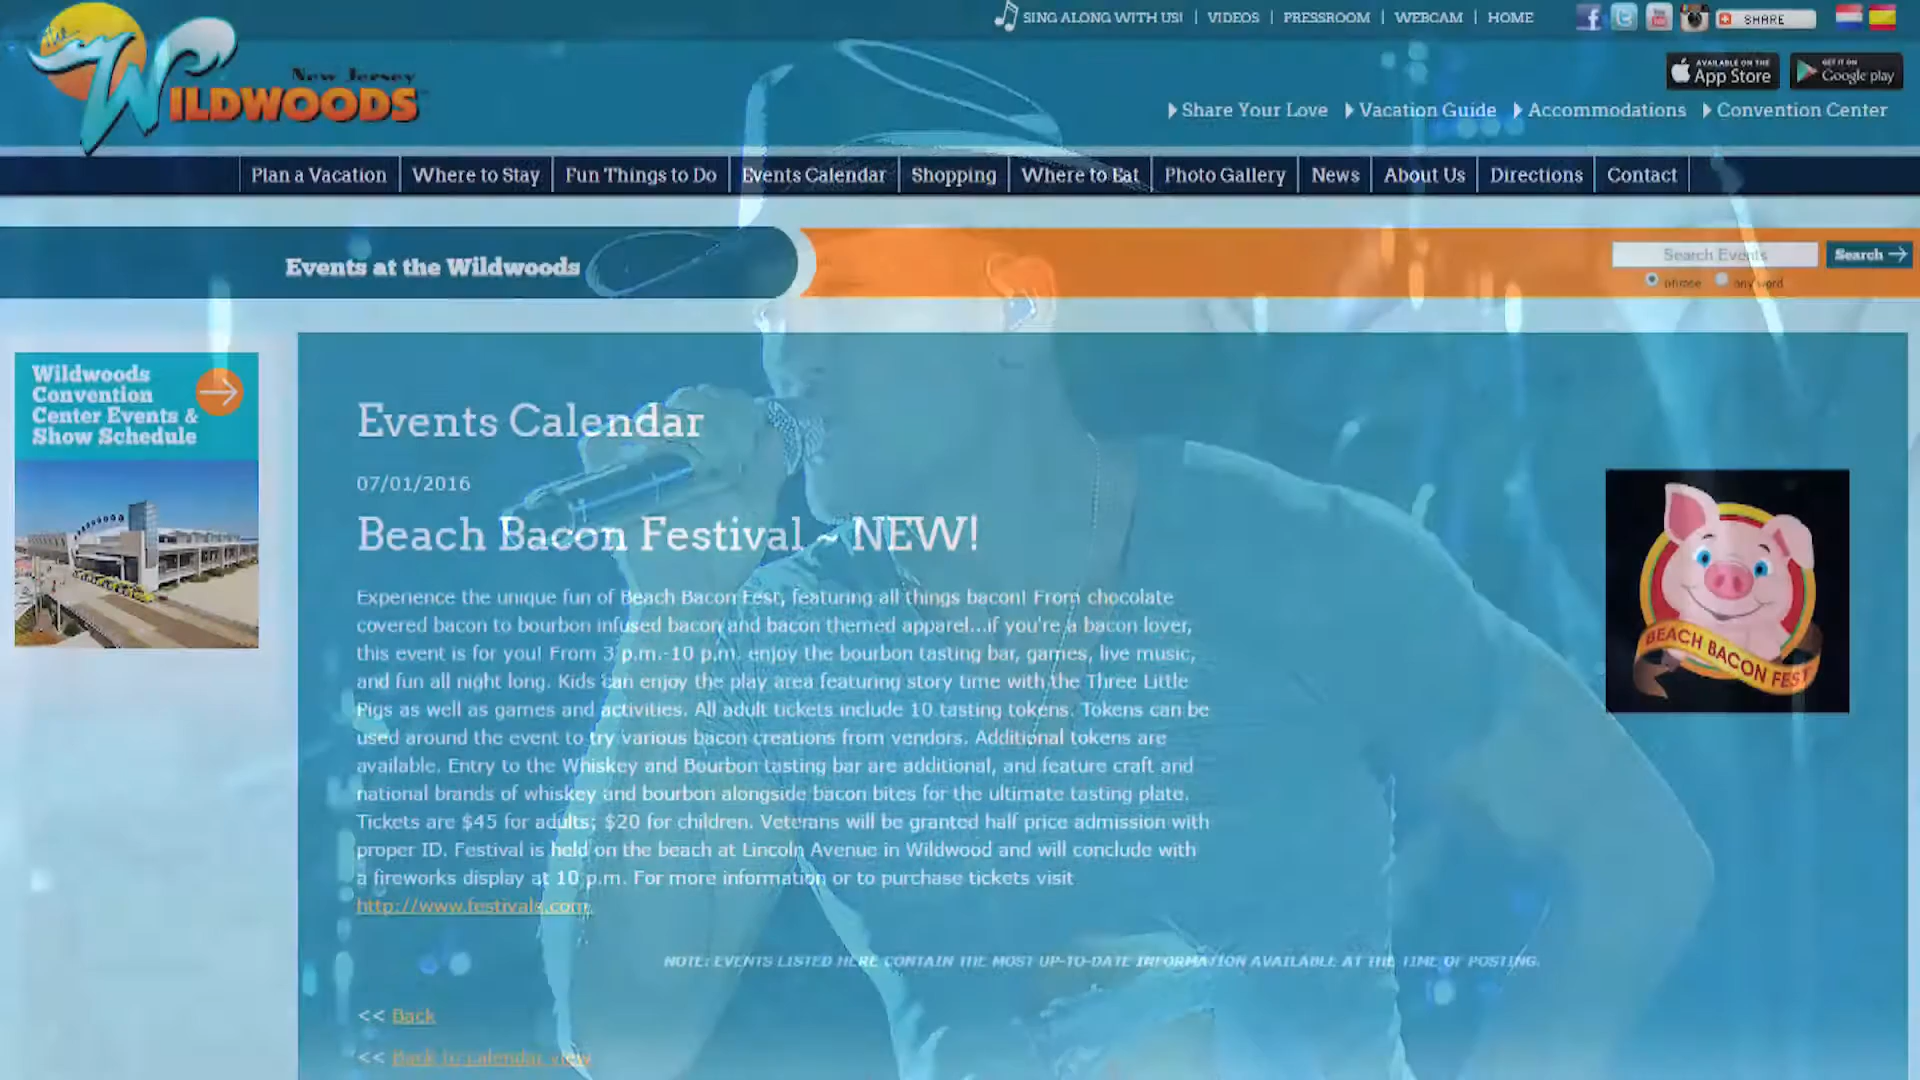 SING ALONG WITH US! | VIDEOS | PRESSROOM | WEBCAM | HOME
SHARE
the
New Jersey
WILDWOODS
AVAILABLE ON THE
App Store
GET IT ON
Google play
Share Your Love Vacation Guide Accommodations Convention Center
Plan a Vacation Where to Stay Fun Things to Do Events Calendar Shopping Where to Eat Photo Gallery News About Us Directions Contact
Events at the Wildwoods
Search Events
Search
phrase any word
Wildwoods
Convention
Center Events &
Show Schedule
Events Calendar
07/01/2016
Beach Bacon Festival ~ NEW!
Experience the unique fun of Beach Bacon Fest, featuring all things bacon! From chocolate
covered bacon to bourbon infused bacon and bacon themed apparel...if you're a bacon lover,
this event is for you! From 3 p.m.-10 p.m. enjoy the bourbon tasting bar, games, live music,
and fun all night long. Kids can enjoy the play area featuring story time with the Three Little
Pigs as well as games and activities. All adult tickets include 10 tasting tokens. Tokens can be
used around the event to try various bacon creations from vendors. Additional tokens are
available. Entry to the Whiskey and Bourbon tasting bar are additional, and feature craft and
national brands of whiskey and bourbon alongside bacon bites for the ultimate tasting plate.
Tickets are $45 for adults; $20 for children. Veterans will be granted half price admission with
proper ID. Festival is held on the beach at Lincoln Avenue in Wildwood and will conclude with
a fireworks display at 10 p.m. For more information or to purchase tickets visit
http://www.festivals.com.
BEACH BACON FEST
NOTE: EVENTS LISTED HERE CONTAIN THE MOST UP-TO-DATE INFORMATION AVAILABLE AT THE TIME OF POSTING.
<< Back
<< Back to calendar view